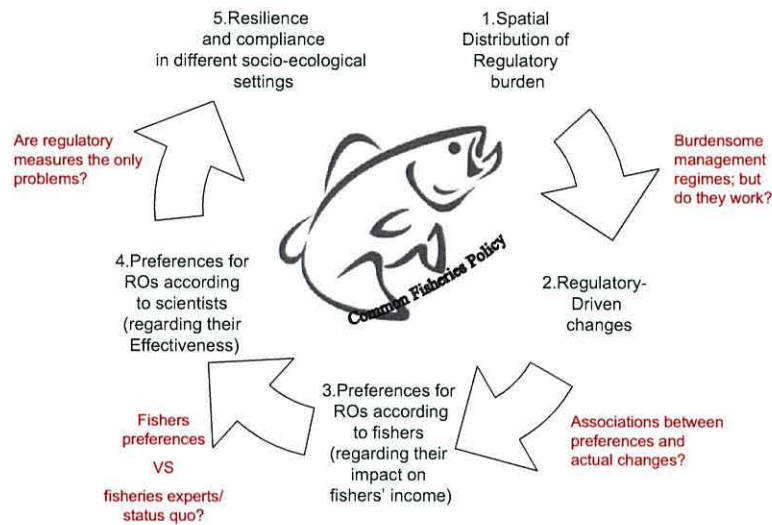 1.Spatial
Distribution of
Regulatory
burden
Burdensome
management
regimes; but
do they work?
2.Regulatory-
Driven
changes
Associations between
preferences and
actual changes?
3.Preferences for
ROs according
to fishers
(regarding their
impact on
fishers' income)
Fishers
preferences
VS
fisheries experts/
status quo?
4.Preferences for
ROs according
to scientists
(regarding their
Effectiveness)
Are regulatory
measures the only
problems?
5.Resilience
and compliance
in different socio-ecological
settings
Common Fisheries Policy